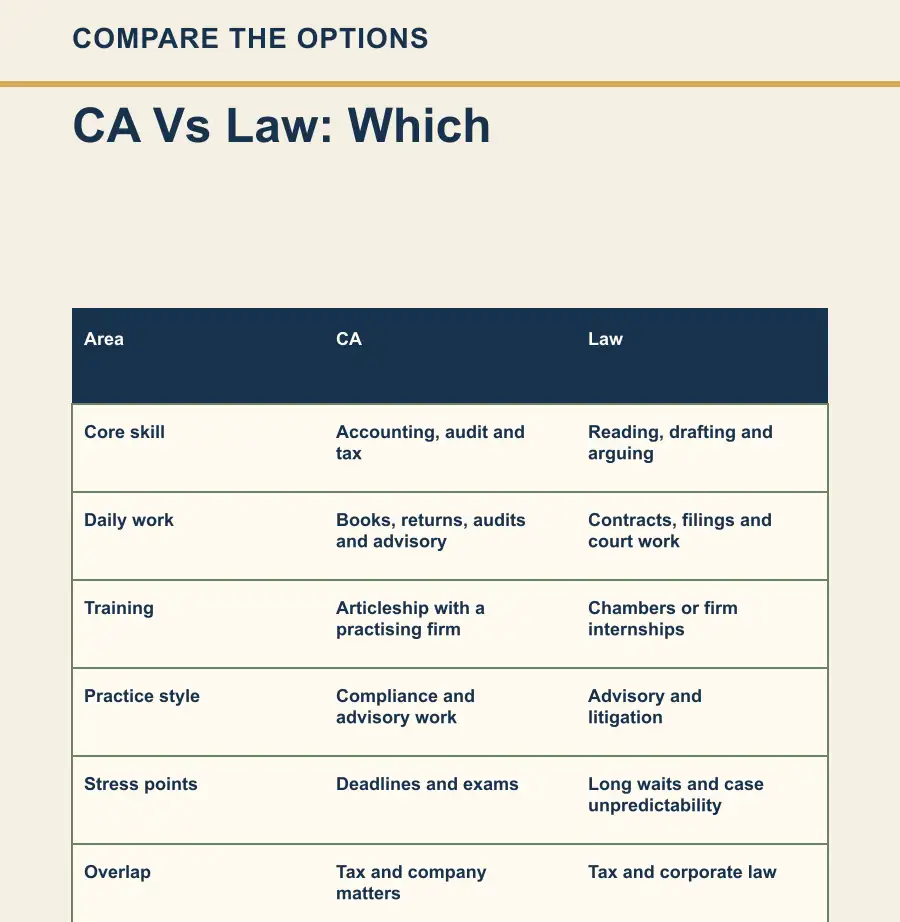 COMPARE THE OPTIONS
CA Vs Law: Which
Area CA Law
Core skill Accounting, audit and Reading, drafting and
tax arguing
Daily work Books, returns, audits Contracts, filings and
and advisory court work
Training Articleship with a Chambers or firm
practising firm internships
Practice style Compliance and Advisory and
advisory work litigation
Stress points Deadlines and exams Long waits and case
unpredictability
Overlap Tax and company Tax and corporate law
matters